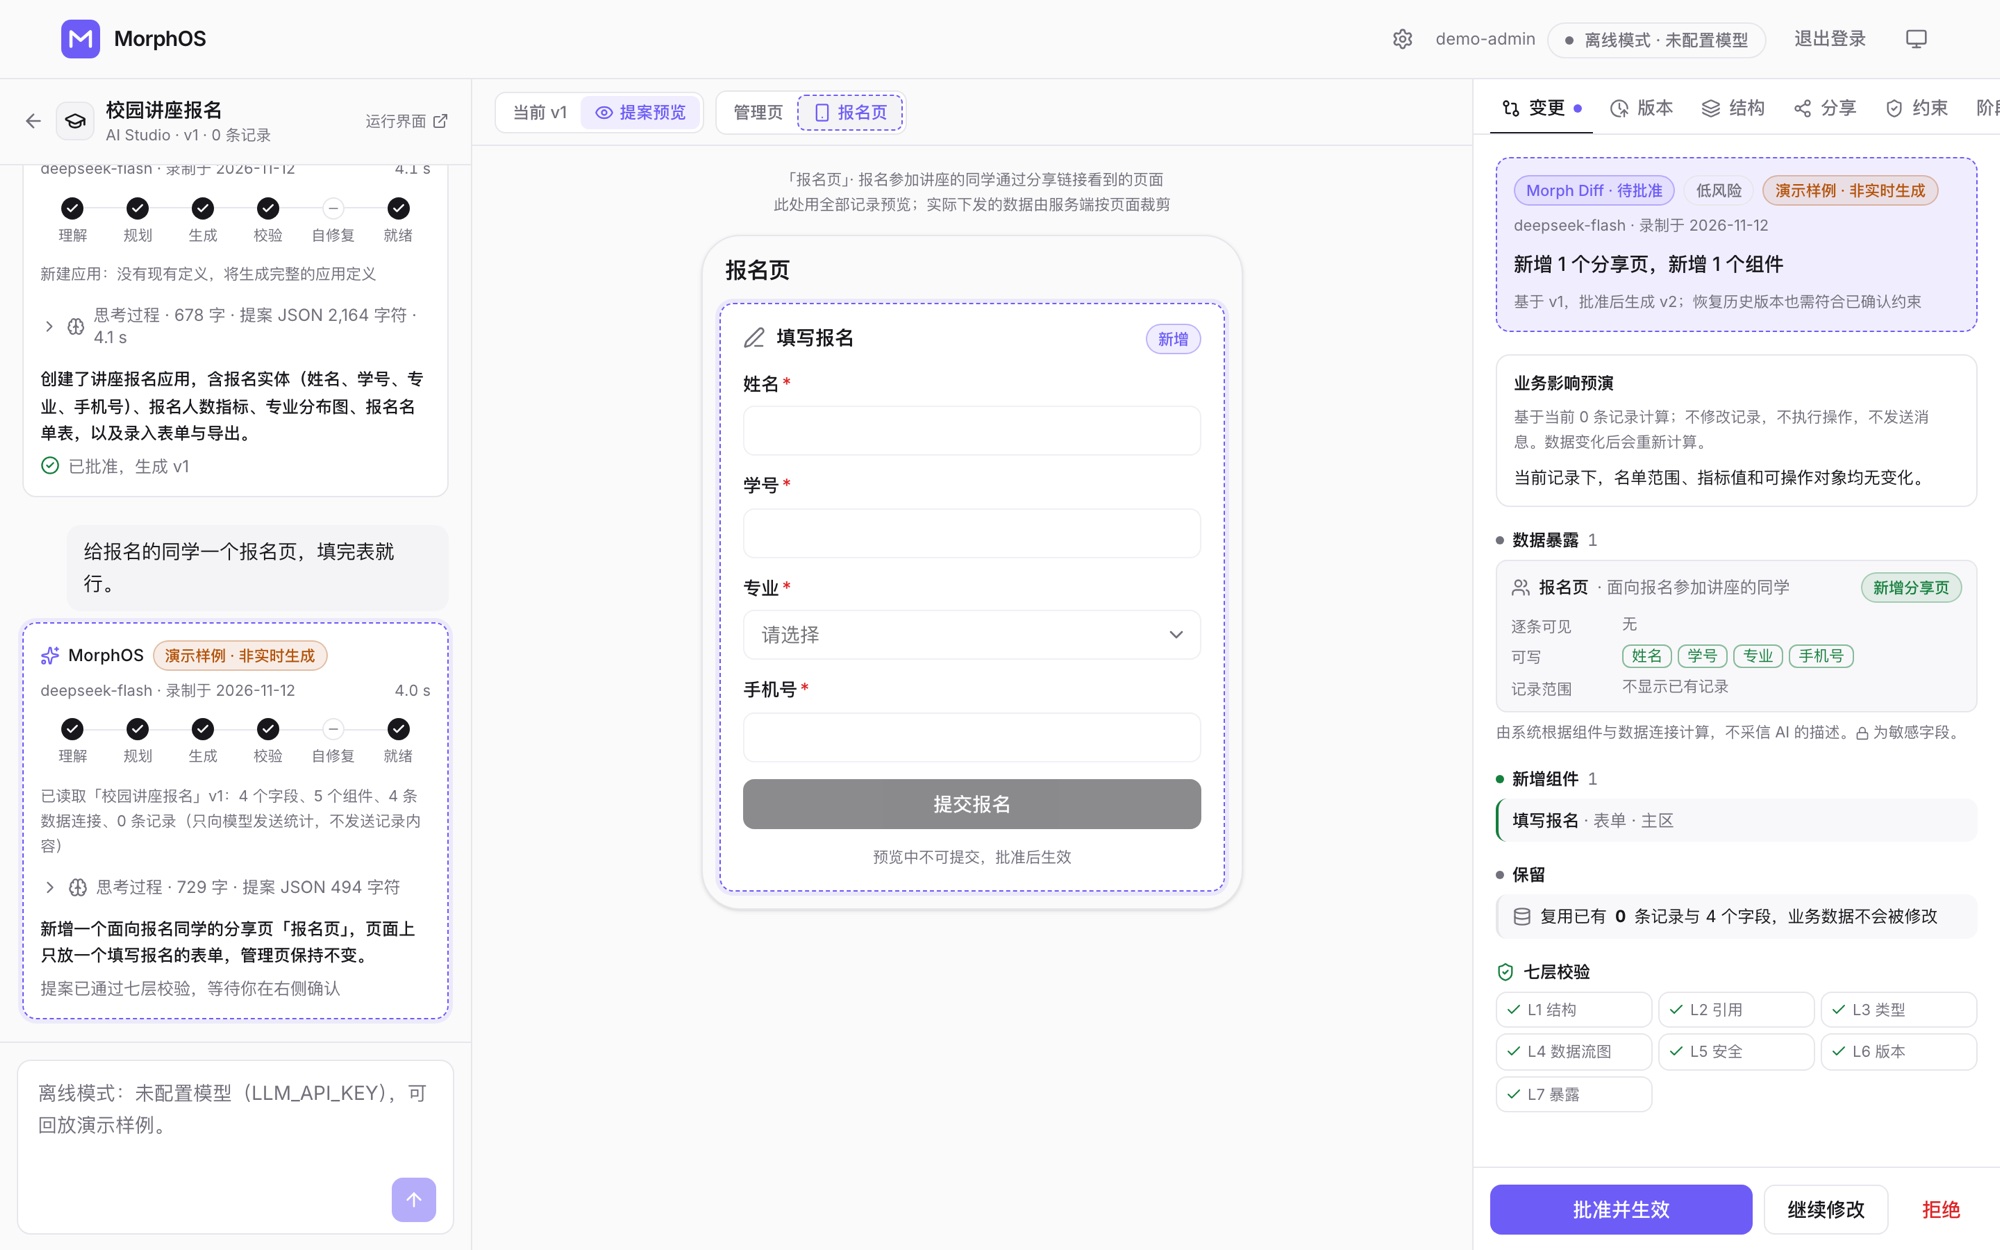 MorphOS
demo-admin
离线模式 · 未配置模型
退出登录
校园讲座报名
AI Studio · v1 · 0 条记录
运行界面
deepseek-flash · 录制于 2026-11-12
4.1 s
理解
规划
生成
校验
自修复
就绪
新建应用：没有现有定义，将生成完整的应用定义
思考过程 · 678 字 · 提案 JSON 2,164 字符 ·
4.1 s
创建了讲座报名应用，含报名实体（姓名、学号、专
业、手机号）、报名人数指标、专业分布图、报名名
单表，以及录入表单与导出。
已批准，生成 v1
给报名的同学一个报名页，填完表就
行。
MorphOS
演示样例 · 非实时生成
deepseek-flash · 录制于 2026-11-12
4.0 s
理解
规划
生成
校验
自修复
就绪
已读取「校园讲座报名」v1：4 个字段、5 个组件、4 条
数据连接、0 条记录（只向模型发送统计，不发送记录内
容）
思考过程 · 729 字 · 提案 JSON 494 字符
新增一个面向报名同学的分享页「报名页」，页面上
只放一个填写报名的表单，管理页保持不变。
提案已通过七层校验，等待你在右侧确认
离线模式：未配置模型（LLM_API_KEY），可
回放演示样例。
当前 v1
提案预览
管理页
报名页
「报名页」· 报名参加讲座的同学通过分享链接看到的页面
此处用全部记录预览；实际下发的数据由服务端按页面裁剪
报名页
填写报名
新增
姓名 *
学号 *
专业 *
请选择
手机号 *
提交报名
预览中不可提交，批准后生效
变更
版本
结构
分享
约束
Morph Diff · 待批准
低风险
演示样例 · 非实时生成
deepseek-flash · 录制于 2026-11-12
新增 1 个分享页，新增 1 个组件
基于 v1，批准后生成 v2；恢复历史版本也需符合已确认约束
业务影响预演
基于当前 0 条记录计算；不修改记录，不执行操作，不发送消
息。数据变化后会重新计算。
当前记录下，名单范围、指标值和可操作对象均无变化。
数据暴露 1
报名页 · 面向报名参加讲座的同学
新增分享页
逐条可见
无
可写
姓名
学号
专业
手机号
记录范围
不显示已有记录
由系统根据组件与数据连接计算，不采信 AI 的描述。 为敏感字段。
新增组件 1
填写报名 · 表单 · 主区
保留
复用已有 0 条记录与 4 个字段，业务数据不会被修改
七层校验
L1 结构
L2 引用
L3 类型
L4 数据流图
L5 安全
L6 版本
L7 暴露
批准并生效
继续修改
拒绝